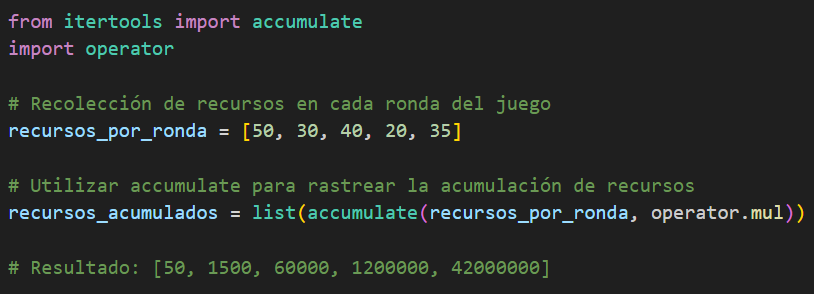 from itertools import accumulate
import operator
# Recolección de recursos en cada ronda del juego
recursos_por_ronda = [50, 30, 40, 20, 35]
# Utilizar accumulate para rastrear la acumulación de recursos
recursos_acumulados = list(accumulate(recursos_por_ronda, operator.mul))
# Resultado: [50, 1500, 60000, 1200000, 42000000]